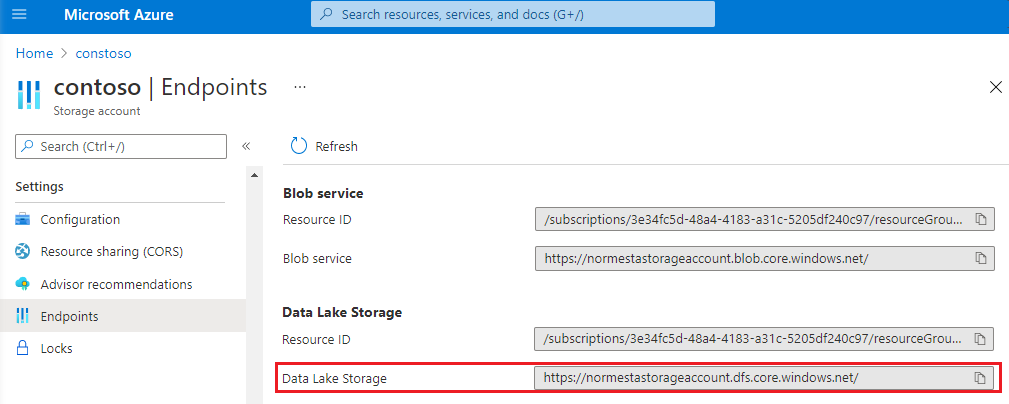 Microsoft Azure
Search resources, services, and docs (G+/)
Home > constoso
contoso | Endpoints ...
Storage account
Search (Ctrl+/) «
Refresh
Settings
Configuration
Resource sharing (CORS)
Advisor recommendations
Endpoints
Locks
Blob service
Resource ID /subscriptions/3e34fc5d-48a4-4183-a31c-5205df240c97/resourceGrou...
Blob service https://normestastorageaccount.blob.core.windows.net/
Data Lake Storage
Resource ID /subscriptions/3e34fc5d-48a4-4183-a31c-5205df240c97/resourceGrou...
Data Lake Storage https://normestastorageaccount.dfs.core.windows.net/